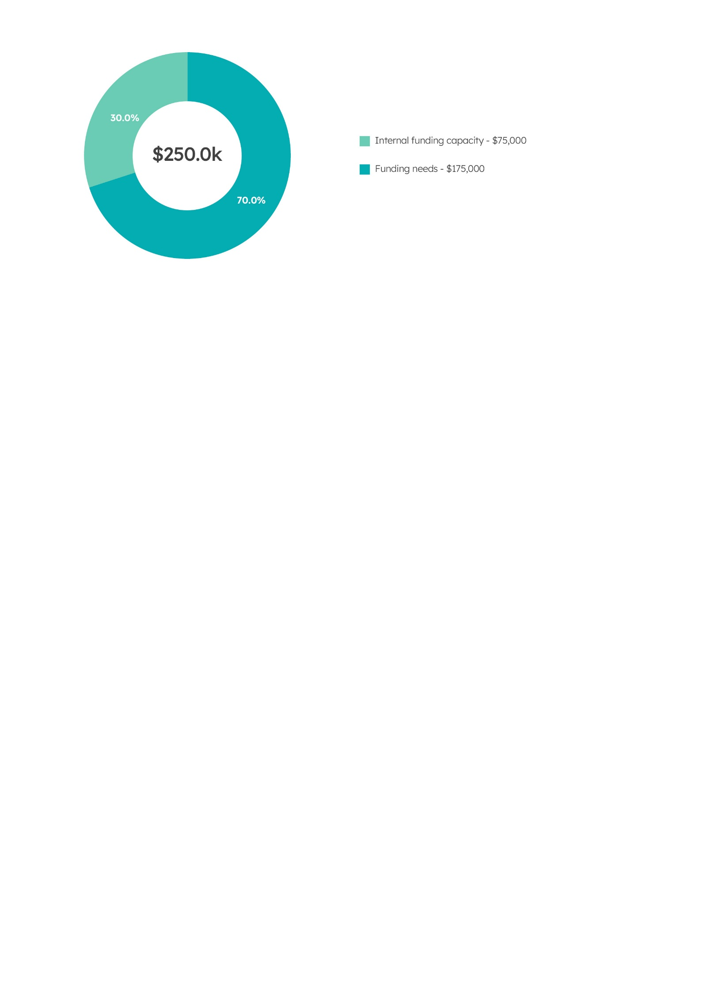 30.0%
$250.0k
70.0%
Internal funding capacity - $75,000
Funding needs - $175,000